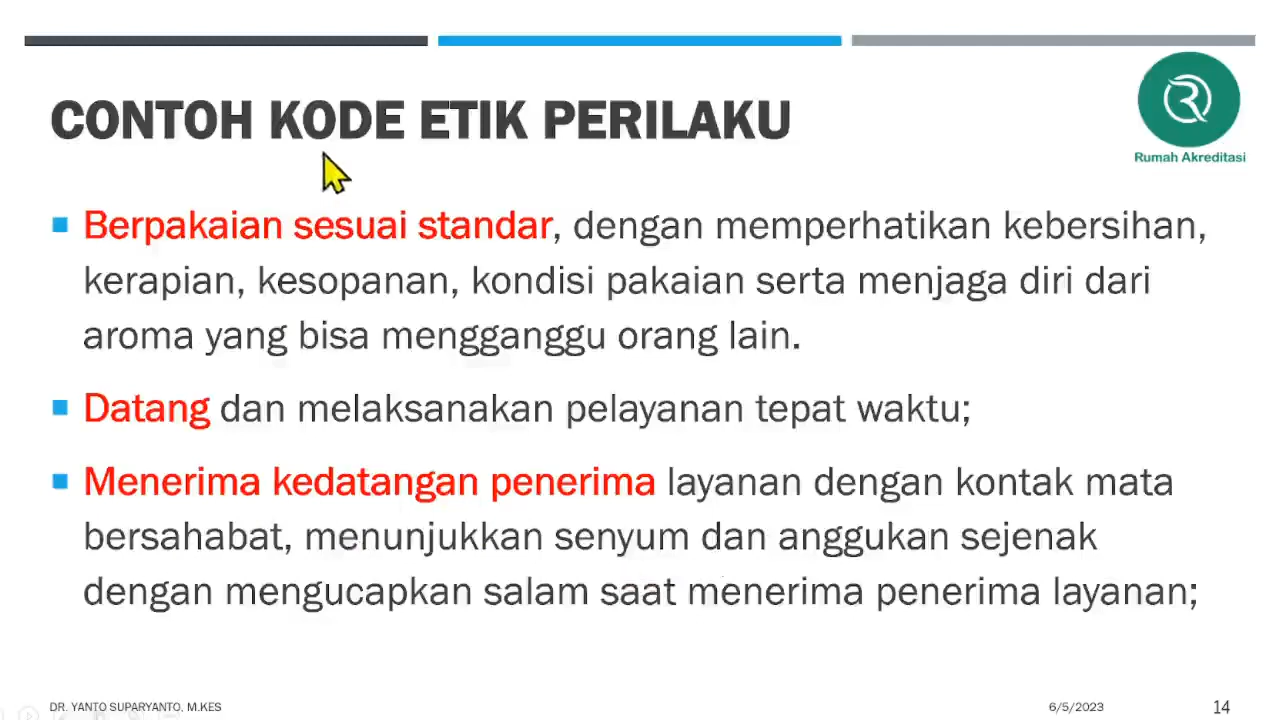 CONTOH KODE ETIK PERILAKU
Rumah Akreditasi
Berpakaian sesuai standar, dengan memperhatikan kebersihan,
kerapian, kesopanan, kondisi pakaian serta menjaga diri dari
aroma yang bisa mengganggu orang lain.
Datang dan melaksanakan pelayanan tepat waktu;
Menerima kedatangan penerima layanan dengan kontak mata
bersahabat, menunjukkan senyum dan anggukan sejenak
dengan mengucapkan salam saat menerima penerima layanan;
DR. YANTO SUPARYANTO, M.KES
6/5/2023
14